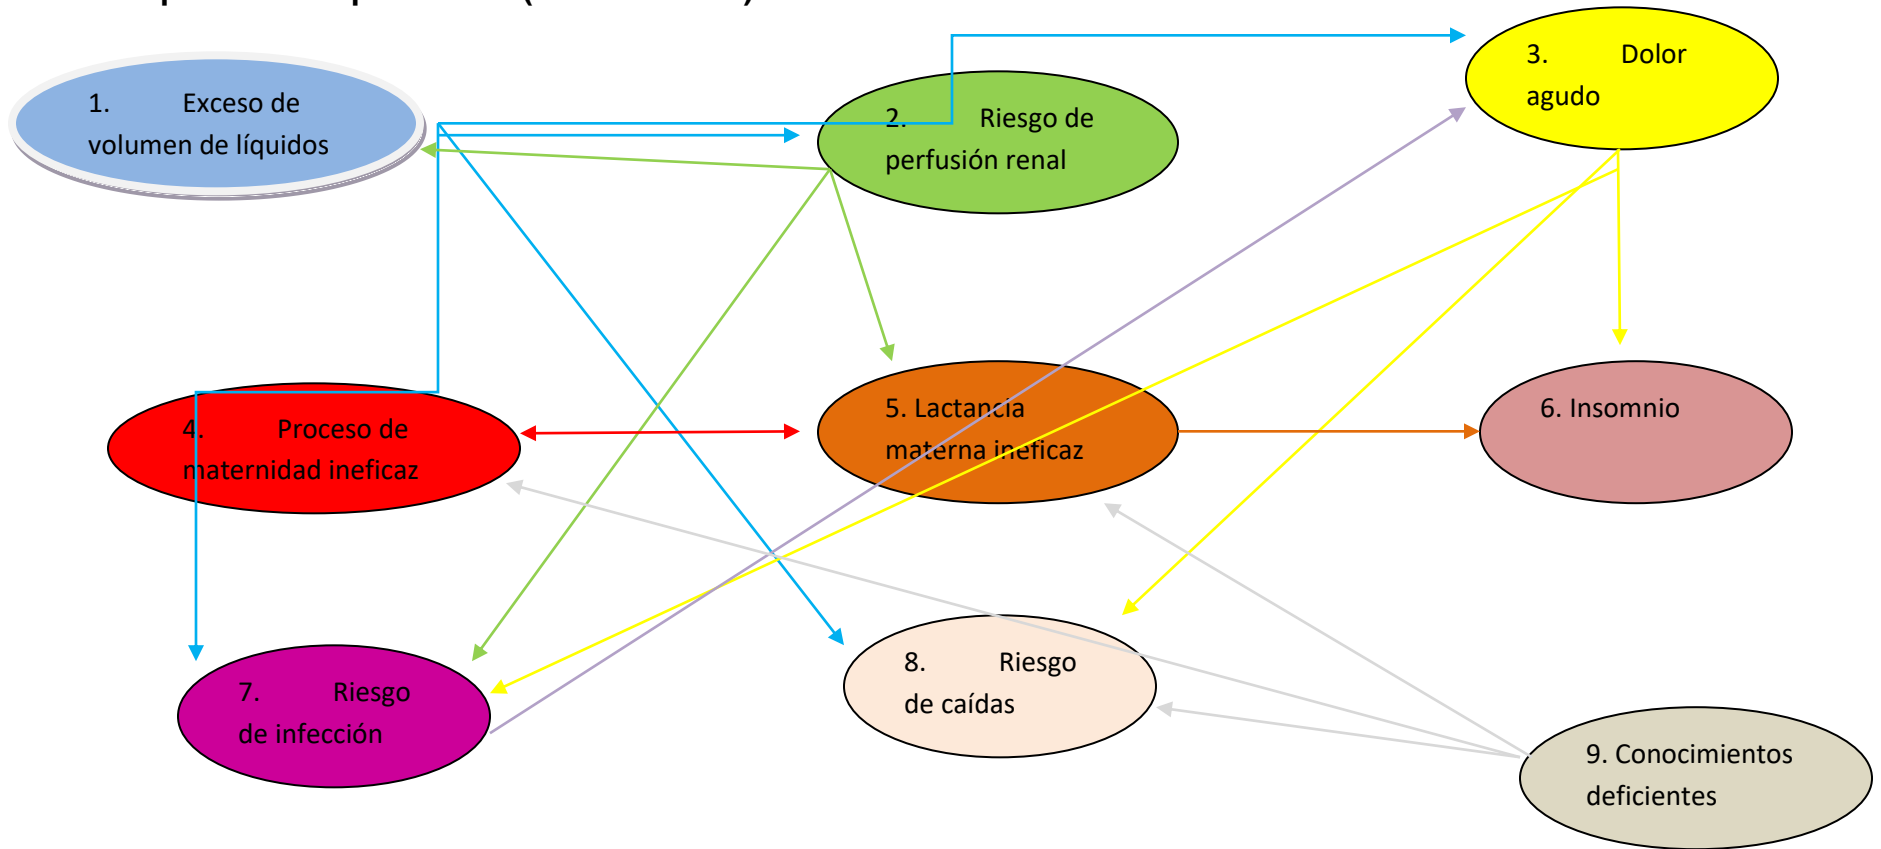 1. Exceso de
volumen de líquidos
2. Riesgo de
perfusión renal
3. Dolor
agudo
4. Proceso de
maternidad ineficaz
5. Lactancia
materna ineficaz
6. Insomnio
7. Riesgo
de infección
8. Riesgo
de caídas
9. Conocimientos
deficientes